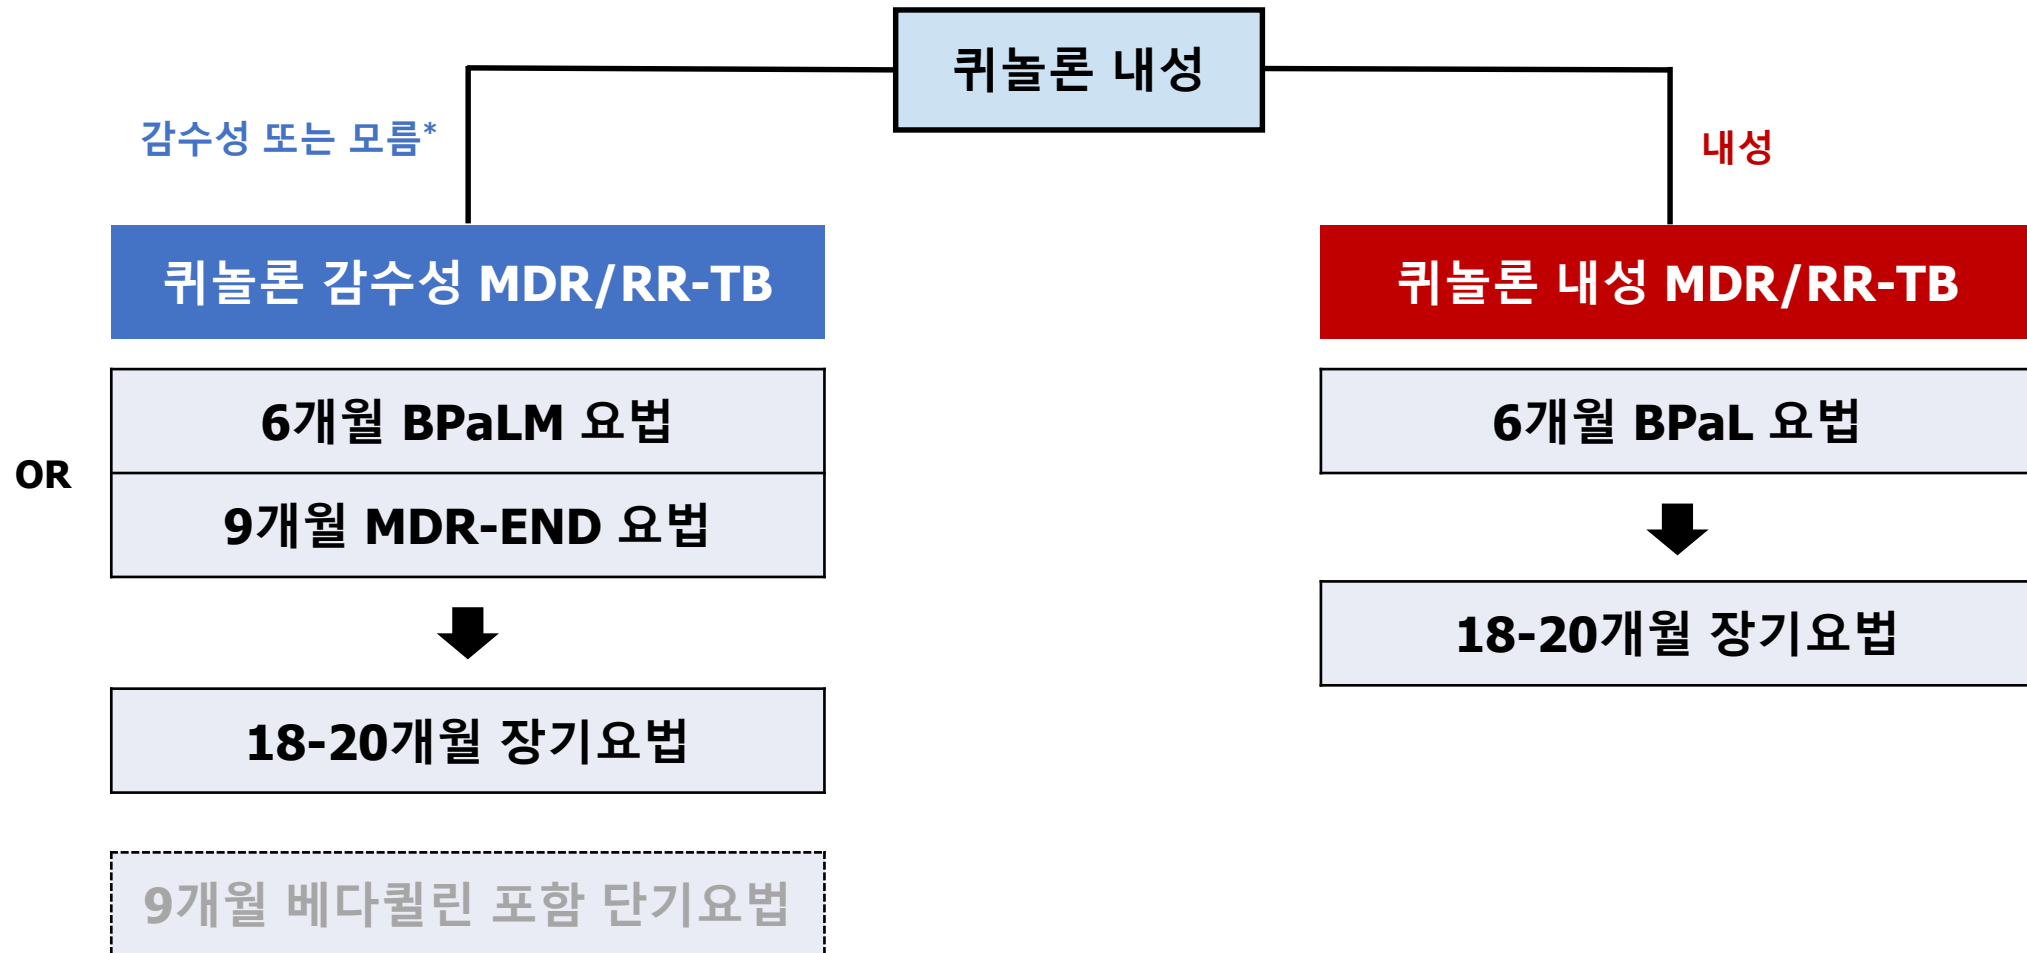 퀴놀론 내성
감수성 또는 모름*
내성
퀴놀론 감수성 MDR/RR-TB
퀴놀론 내성 MDR/RR-TB
OR
6개월 BPaLM 요법
9개월 MDR-END 요법
6개월 BPaL 요법
18-20개월 장기요법
18-20개월 장기요법
9개월 베다퀼린 포함 단기요법